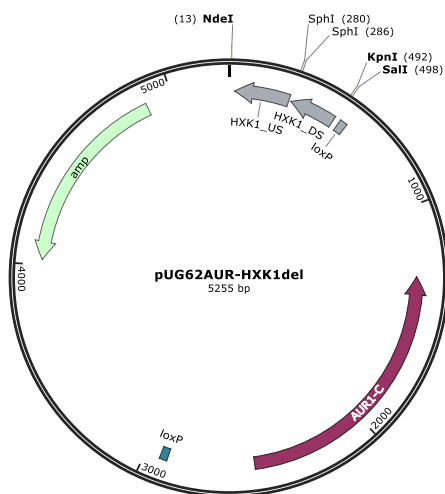 (13) NdeI
SphI (280)
SphI (286)
KpnI (492)
SalI (498)
5000
HXK1_US
HXK1_DS
loxP
amp
1000
4000
pUG62AUR-HXK1del
5255 bp
AUR1-C
2000
loxP
3000